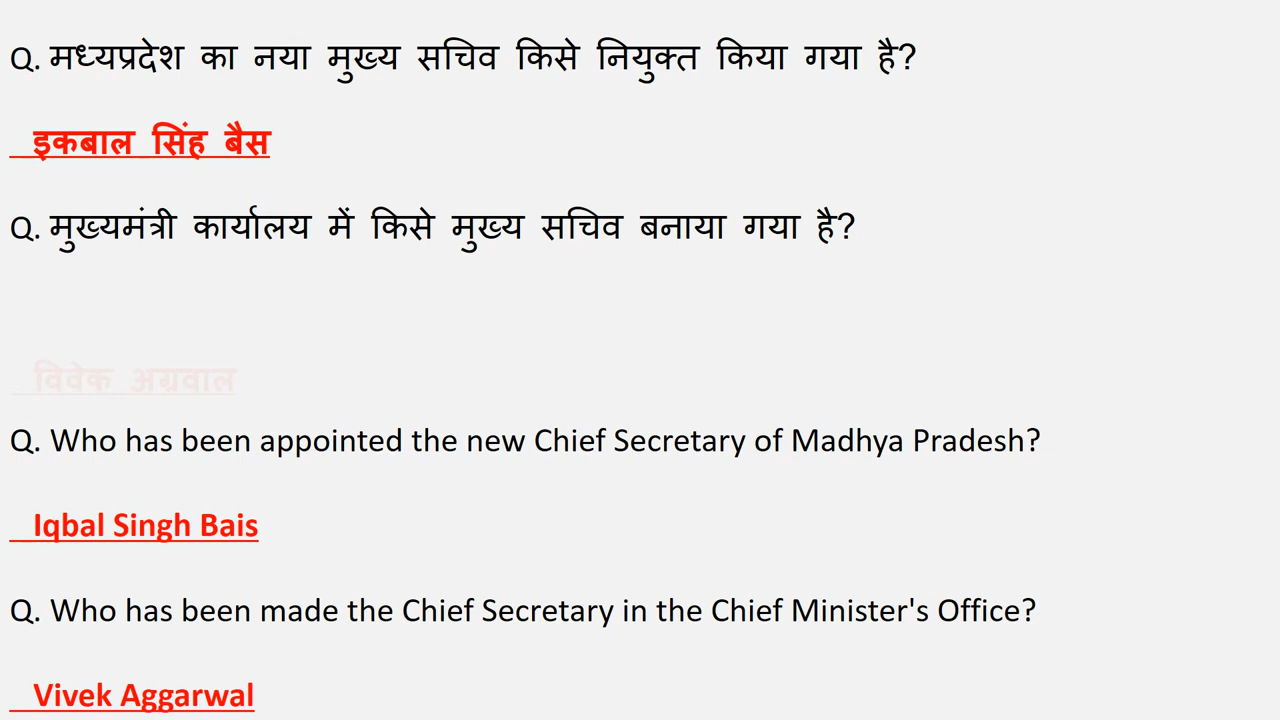 Q. मध्यप्रदेश का नया मुख्य सचिव किसे नियुक्त किया गया है?
इकबाल सिंह बैस
Q. मुख्यमंत्री कार्यालय में किसे मुख्य सचिव बनाया गया है?
विवेक अग्रवाल
Q. Who has been appointed the new Chief Secretary of Madhya Pradesh?
Iqbal Singh Bais
Q. Who has been made the Chief Secretary in the Chief Minister's Office?
Vivek Aggarwal